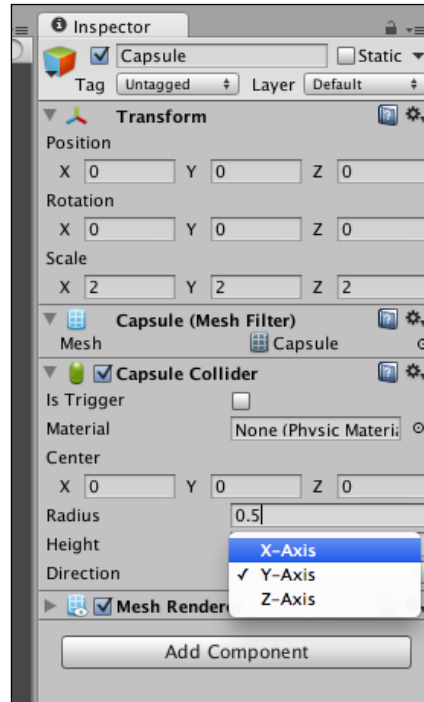 Inspector
Capsule Static
Tag Untagged Layer Default
Transform
Position
X 0 Y 0 Z 0
Rotation
X 0 Y 0 Z 0
Scale
X 2 Y 2 Z 2
Capsule (Mesh Filter)
Mesh Capsule
Capsule Collider
Is Trigger
Material None (Physic Materi
Center
X 0 Y 0 Z 0
Radius 0.5
Height
X-Axis
Direction ✓ Y-Axis
Z-Axis
Mesh Rendere
Add Component